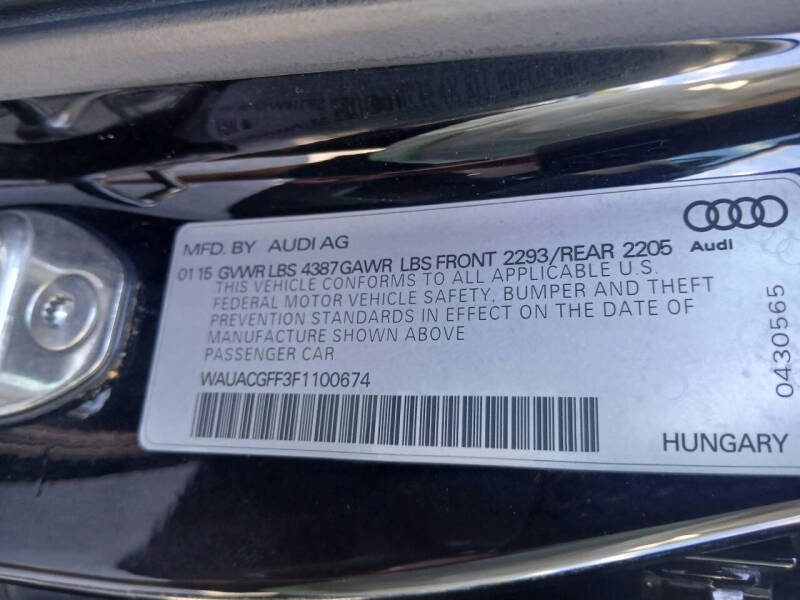 MFD. BY AUDI AG
01 15 GVWR LBS 4387 GAWR LBS FRONT 2293/REAR 2205
THIS VEHICLE CONFORMS TO ALL APPLICABLE U.S.
FEDERAL MOTOR VEHICLE SAFETY, BUMPER AND THEFT
PREVENTION STANDARDS IN EFFECT ON THE DATE OF
MANUFACTURE SHOWN ABOVE
PASSENGER CAR
WAUACGFF3F1100674
Audi
0430565
HUNGARY